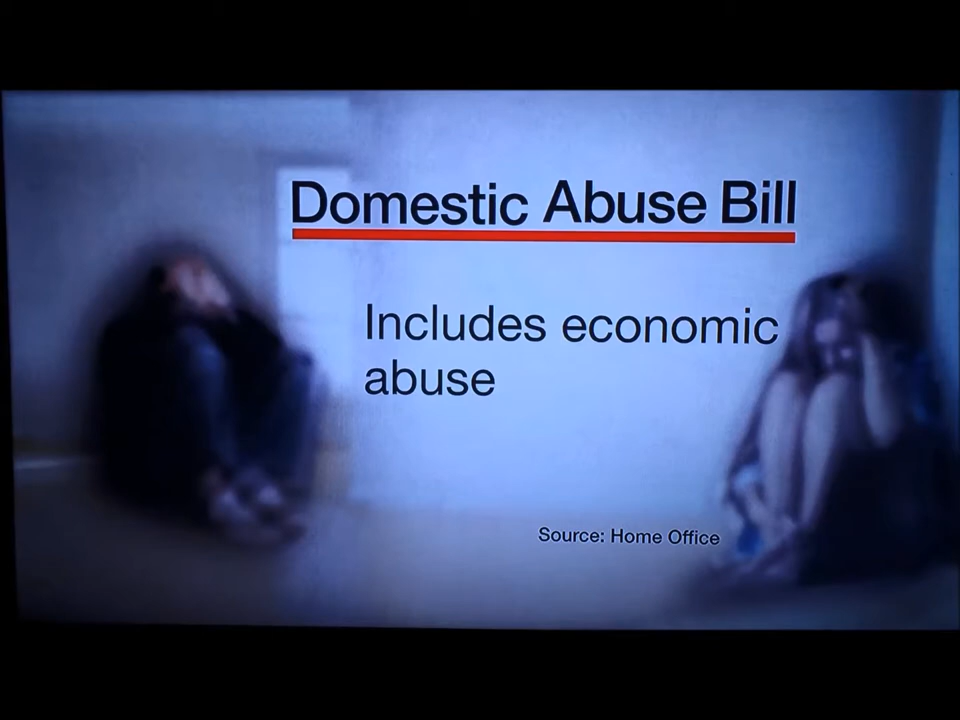 Domestic Abuse Bill
Includes economic
abuse
Source: Home Office